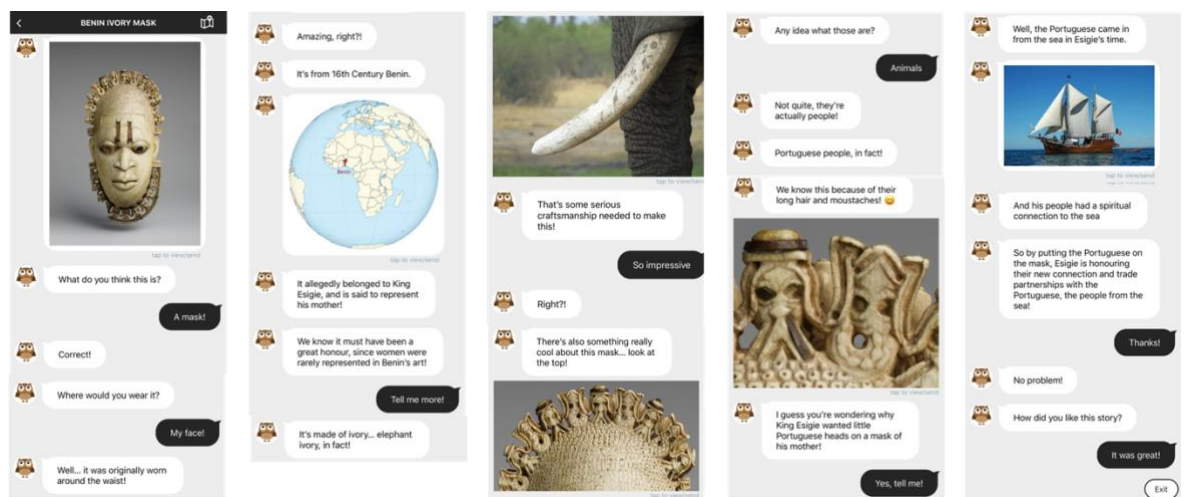 BENIN IVORY MASK
tap to view/send
What do you think this is?
A mask!
Correct!
Where would you wear it?
My face!
Well... it was originally worn
around the waist!
Amazing, right?!
It's from 16th Century Benin.
Benin
tap to view/send
It allegedly belonged to King
Esigie, and is said to represent
his mother!
We know it must have been a
great honour, since women were
rarely represented in Benin's art!
Tell me more!
It's made of ivory... elephant
ivory, in fact!
tap to view/send
That's some serious
craftsmanship needed to make
this!
So impressive
Right?!
There's also something really
cool about this mask... look at
the top!
tap to view/send
Any idea what those are?
Animals
Not quite, they're
actually people!
Portuguese people, in fact!
We know this because of their
long hair and moustaches! 😄
tap to view/send
I guess you're wondering why
King Esigie wanted little
Portuguese heads on a mask of
his mother!
Yes, tell me!
Well, the Portuguese came in
from the sea in Esigie's time.
tap to view/send
And his people had a spiritual
connection to the sea
So by putting the Portuguese on
the mask, Esigie is honouring
their new connection and trade
partnerships with the
Portuguese, the people from the
sea!
Thanks!
No problem!
How did you like this story?
It was great!
Exit